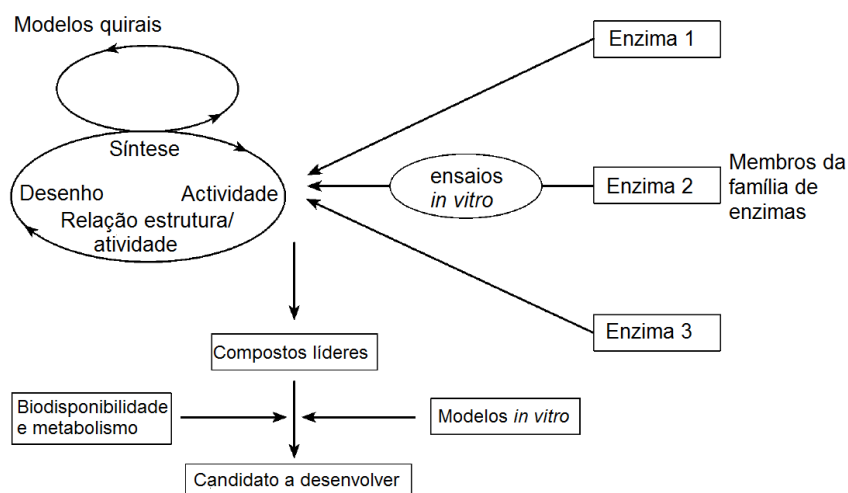 Modelos quirais
Síntese
Desenho
Actividade
Relação estrutura/
atividade
ensaios
in vitro
Enzima 1
Enzima 2
Enzima 3
Membros da
família de
enzimas
Compostos líderes
Biodisponibilidade
e metabolismo
Modelos in vitro
Candidato a desenvolver